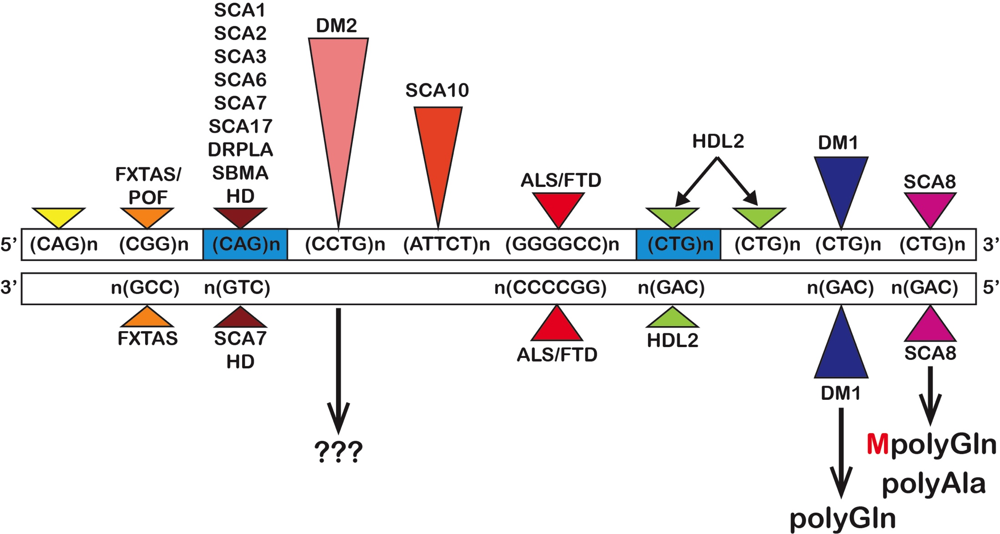 SCA1
SCA2
SCA3
SCA6
SCA7
SCA17
DRPLA
SBMA
HD
DM2
SCA10
FXTAS/
POF
ALS/FTD
HDL2
DM1
SCA8
5’ (CAG)n (CGG)n (CAG)n (CCTG)n (ATTCT)n (GGGGCC)n (CTG)n (CTG)n (CTG)n (CTG)n 3’
3’ n(GCC) n(GTC) n(CCCCGG) n(GAC) n(GAC) n(GAC) 5’
FXTAS
SCA7
HD
???
ALS/FTD
HDL2
DM1
polyGln
SCA8
MpolyGln
polyAla